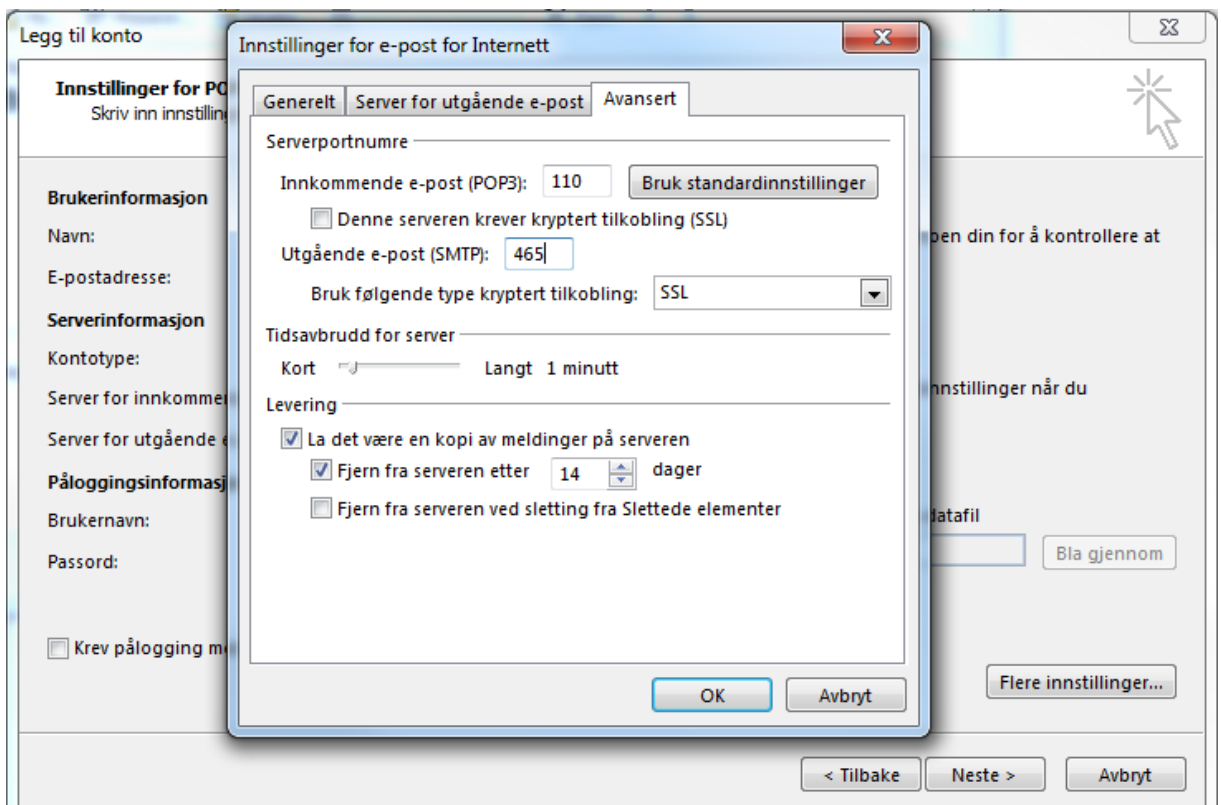 Legg til konto
Innstillinger for e-post for Internett
Innstillinger for PO
Skriv inn innstillin
Generelt
Server for utgående e-post
Avansert
Serverportnumre
Innkommende e-post (POP3): 110 Bruk standardinnstillinger
Denne serveren krever kryptert tilkobling (SSL)
Utgående e-post (SMTP): 465
Bruk følgende type kryptert tilkobling: SSL
Tidsavbrudd for server
Kort Langt 1 minutt
Levering
La det være en kopi av meldinger på serveren
Fjern fra serveren etter 14 dager
Fjern fra serveren ved sletting fra Slettede elementer
OK Avbryt
Brukerinformasjon
Navn:
E-postadresse:
Serverinformasjon
Kontotype:
Server for innkommer
Server for utgående e
Påloggingsinformasj
Brukernavn:
Passord:
Krev pålogging me
din for å kontrollere at
nnstillinger når du
datafil
Bla gjennom
Flere innstillinger...
< Tilbake Neste > Avbryt